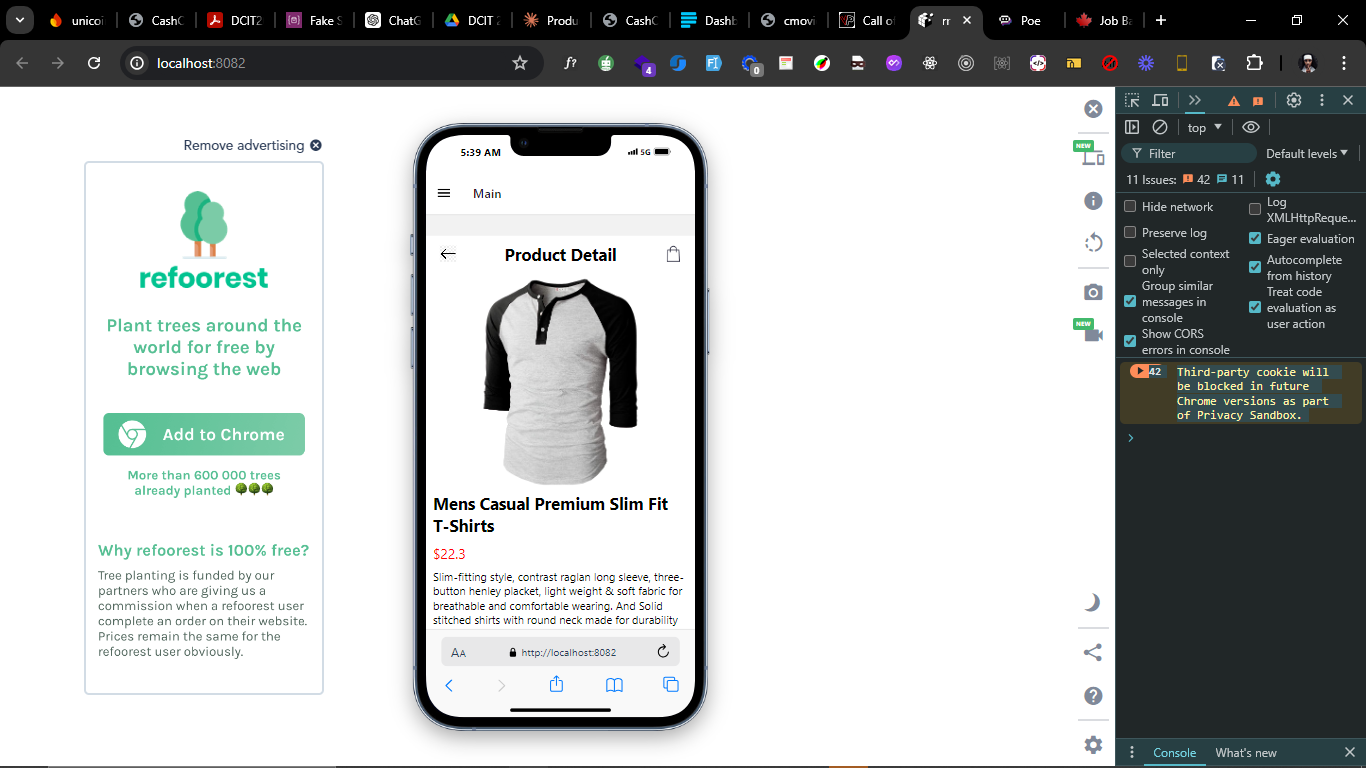 unicoi
CashC
DCIT2
Fake S
ChatG
DCIT 2
Produ
CashC
Dashb
cmovi
Call of
rr
Poe
Job Ba
localhost:8082
4
0
Remove advertising
refoorest
Plant trees around the
world for free by
browsing the web
Add to Chrome
More than 600 000 trees
already planted
Why refoorest is 100% free?
Tree planting is funded by our
partners who are giving us a
commission when a refoorest user
complete an order on their website.
Prices remain the same for the
refoorest user obviously.
5:39 AM
5G
Main
Product Detail
Mens Casual Premium Slim Fit
T-Shirts
$22.3
Slim-fitting style, contrast raglan long sleeve, three-
button henley placket, light weight & soft fabric for
breathable and comfortable wearing. And Solid
stitched shirts with round neck made for durability
AA
http://localhost:8082
NEW
NEW
top
Filter
Default levels
11 Issues:
42
11
Hide network
Log
XMLHttpReque...
Preserve log
Eager evaluation
Selected context
only
Autocomplete
from history
Group similar
messages in
console
Treat code
evaluation as
user action
Show CORS
errors in console
42
Third-party cookie will
be blocked in future
Chrome versions as part
of Privacy Sandbox.
Console
What's new